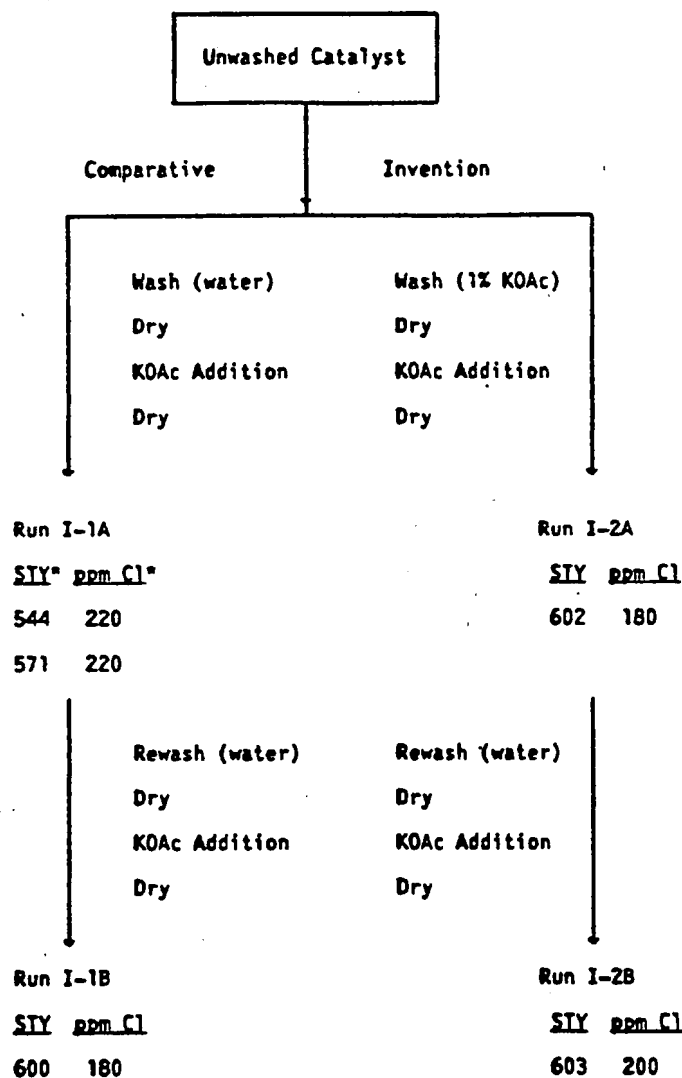 Unwashed Catalyst
Comparative Invention
Wash (water) Wash (1% KOAc)
Dry Dry
KOAc Addition KOAc Addition
Dry Dry
Run I-1A Run I-2A
STY* ppm Cl* STY ppm Cl
544 220 602 180
571 220
Rewash (water) Rewash (water)
Dry Dry
KOAc Addition KOAc Addition
Dry Dry
Run I-1B Run I-2B
STY ppm Cl STY ppm Cl
600 180 603 200